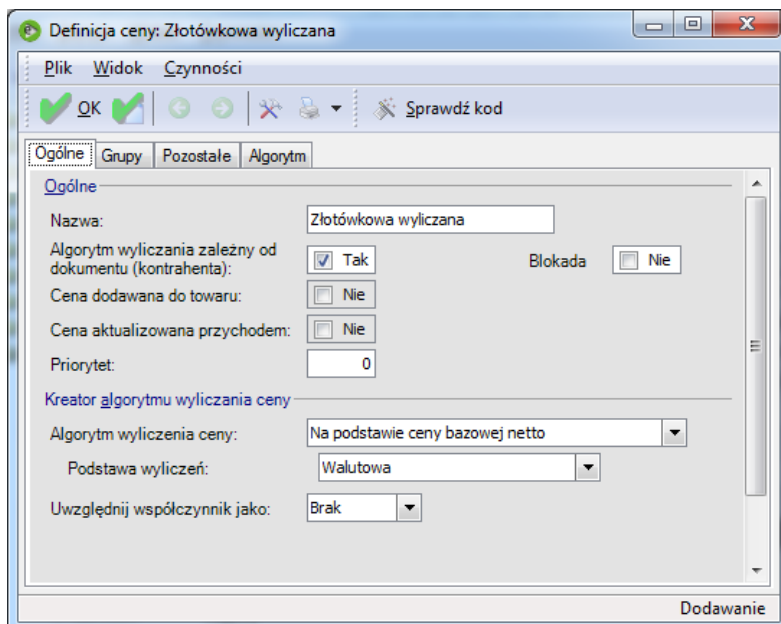 Definicja ceny: Złotówkowa wyliczana
Plik Widok Czynności
OK Sprawdź kod
Ogólne Grupy Pozostałe Algorytm
Ogólne
Nazwa: Złotówkowa wyliczana
Algorytm wyliczania zależny od
dokumentu (kontrahenta): Tak Blokada Nie
Cena dodawana do towaru: Nie
Cena aktualizowana przychodem: Nie
Priorytet: 0
Kreator algorytmu wyliczania ceny
Algorytm wyliczenia ceny: Na podstawie ceny bazowej netto
Podstawa wyliczeń: Walutowa
Uwzględnij współczynnik jako: Brak
Dodawanie